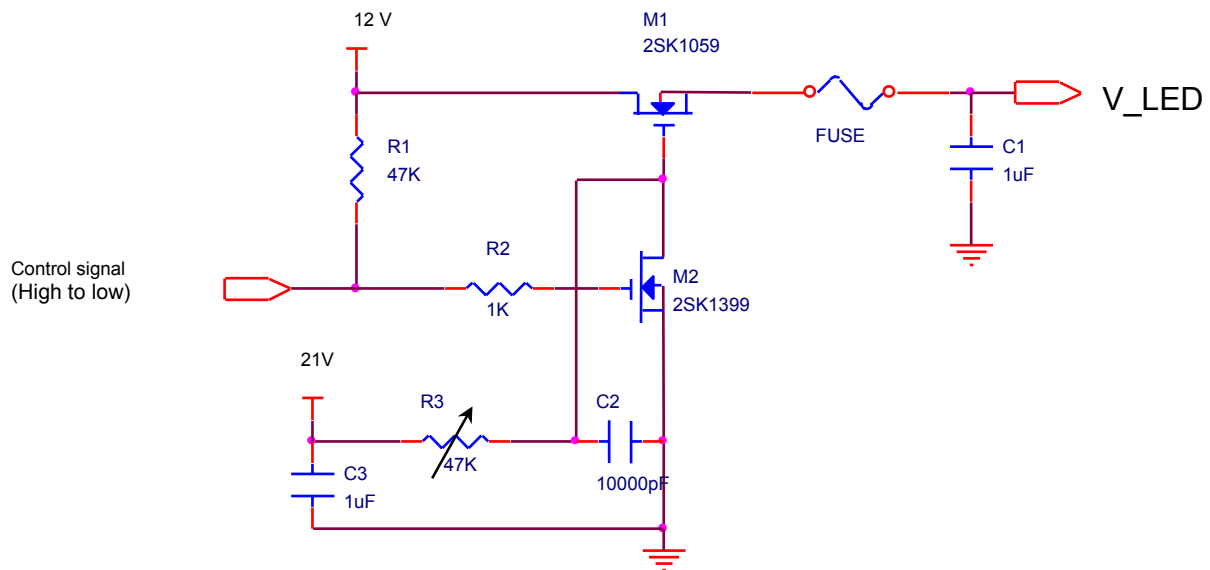 12 V
M1
2SK1059
V_LED
FUSE
R1
47K
C1
1uF
R2
1K
M2
2SK1399
Control signal
(High to low)
21V
R3
47K
C2
10000pF
C3
1uF